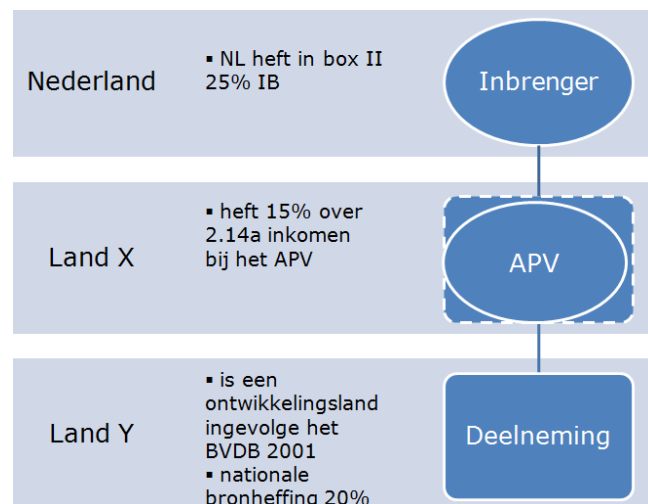 Nederland
▪ NL heft in box II
25% IB
Inbrenger
Land X
▪ heft 15% over
2.14a inkomen
bij het APV
APV
Land Y
▪ is een
ontwikkelingsland
ingevolge het
BVDB 2001
▪ nationale
bronheffing 20%
Deelneming